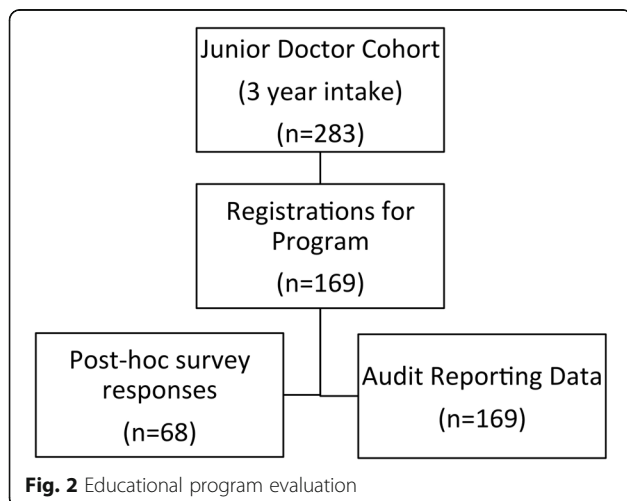 Junior Doctor Cohort
(3 year intake)
(n=283)
Registrations for
Program
(n=169)
Post-hoc survey
responses
(n=68)
Audit Reporting Data
(n=169)
Fig. 2 Educational program evaluation